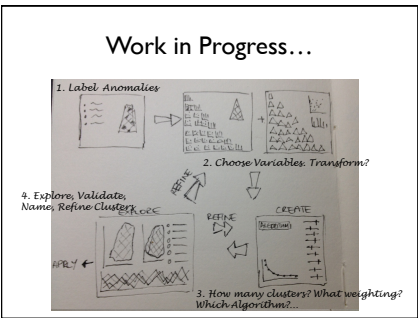 Work in Progress...
1. Label Anomalies
2. Choose Variables. Transform?
REFINE
4. Explore, Validate,
Name, Refine Clusters
EXPLORE
REFINE
CREATE
ALGORITHM
APPLY
3. How many clusters? What weighting?
Which Algorithm?...